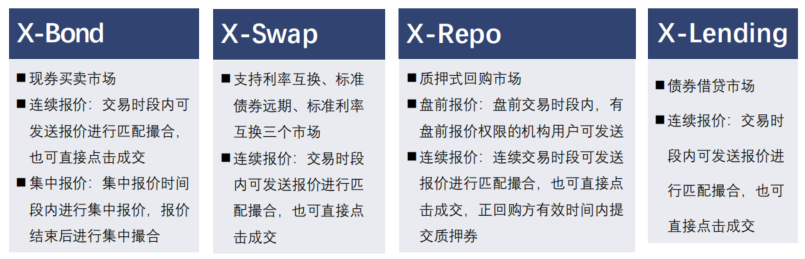 X-Bond
■ 现券买卖市场
■ 连续报价：交易时段内可
发送报价进行匹配撮合，
也可直接点击成交
■ 集中报价：集中报价时间
段内进行集中报价，报价
结束后进行集中撮合
X-Swap
■ 支持利率互换、标准
债券远期、标准利率
互换三个市场
■ 连续报价：交易时段
内可发送报价进行匹
配撮合，也可直接点
击成交
X-Repo
■ 质押式回购市场
■ 盘前报价：盘前交易时段内，有
盘前报价权限的机构用户可发送
■ 连续报价：连续交易时段可发送
报价进行匹配撮合，也可直接点
击成交，正回购方有效时间内提
交质押券
X-Lending
■ 债券借贷市场
■ 连续报价：交易时
段内可发送报价进
行匹配撮合，也可
直接点击成交